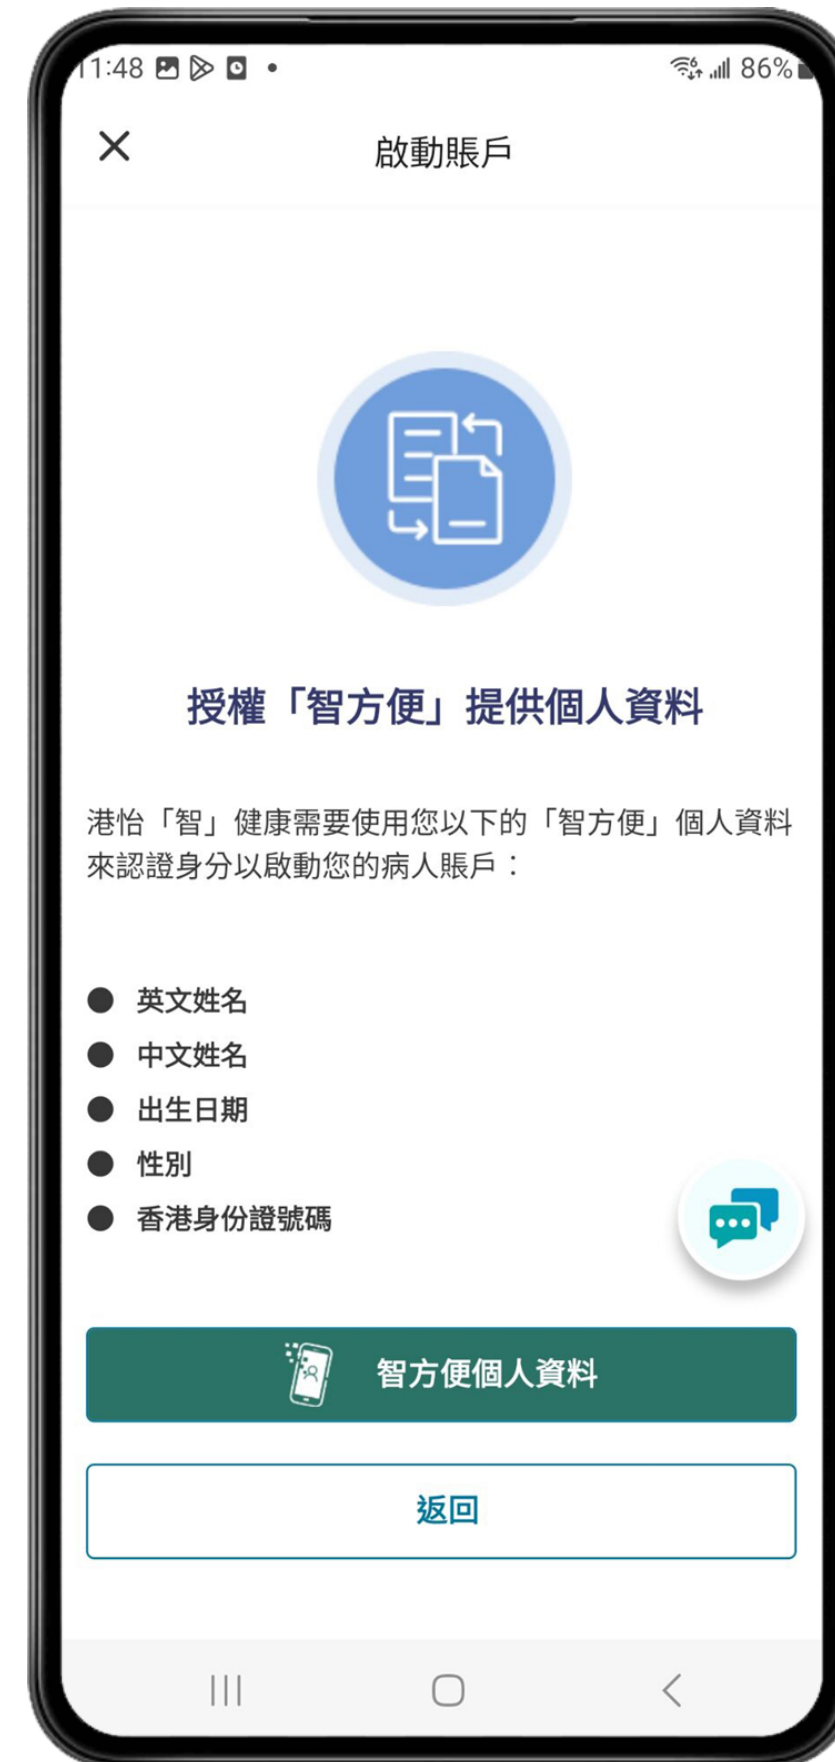 11:48
86%
啟動賬戶
授權「智方便」提供個人資料
港怡「智」健康需要使用您以下的「智方便」個人資料
來認證身分以啟動您的病人賬戶：
英文姓名
中文姓名
出生日期
性別
香港身份證號碼
智方便個人資料
返回